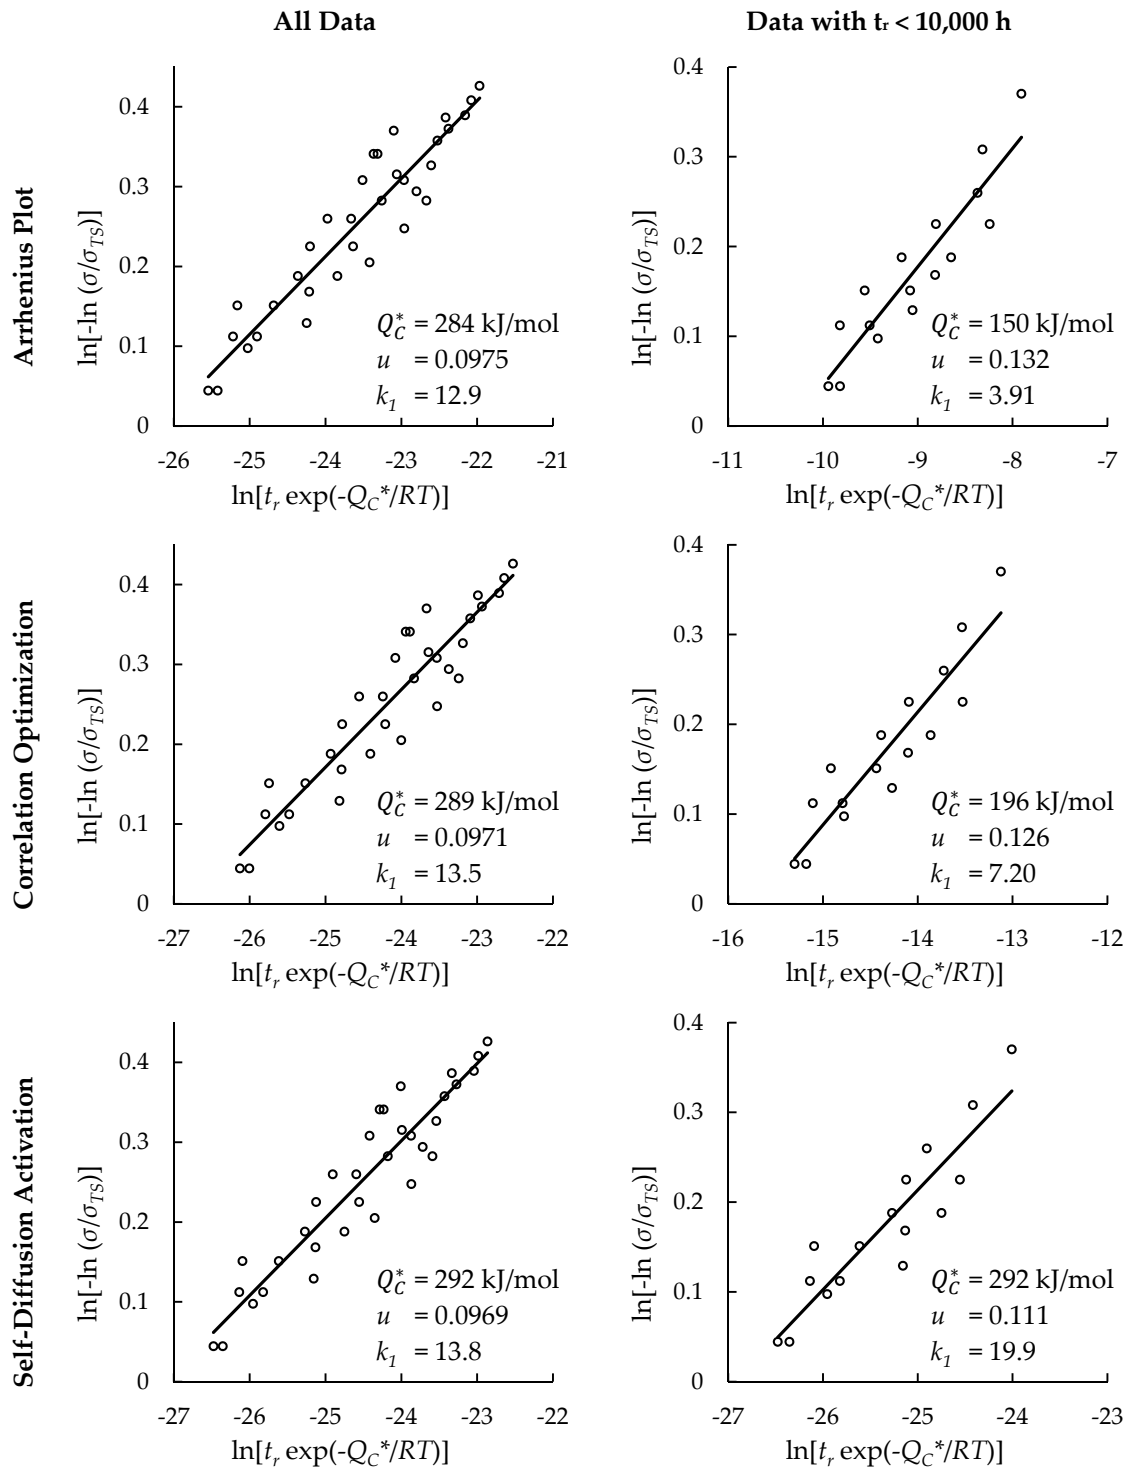 All Data
Data with tr < 10,000 h
Arrhenius Plot
ln[-ln (σ/σTS)]
0.4
0.3
0.2
0.1
0
Q*C = 284 kJ/mol
u = 0.0975
k1 = 12.9
-26 -25 -24 -23 -22 -21
ln[tr exp(-QC*/RT)]
ln[-ln (σ/σTS)]
0.4
0.3
0.2
0.1
0
Q*C = 150 kJ/mol
u = 0.132
k1 = 3.91
-11 -10 -9 -8 -7
ln[tr exp(-QC*/RT)]
Correlation Optimization
ln[-ln (σ/σTS)]
0.4
0.3
0.2
0.1
0
Q*C = 289 kJ/mol
u = 0.0971
k1 = 13.5
-27 -26 -25 -24 -23 -22
ln[tr exp(-QC*/RT)]
ln[-ln (σ/σTS)]
0.4
0.3
0.2
0.1
0
Q*C = 196 kJ/mol
u = 0.126
k1 = 7.20
-16 -15 -14 -13 -12
ln[tr exp(-QC*/RT)]
Self-Diffusion Activation
ln[-ln (σ/σTS)]
0.4
0.3
0.2
0.1
0
Q*C = 292 kJ/mol
u = 0.0969
k1 = 13.8
-27 -26 -25 -24 -23 -22
ln[tr exp(-QC*/RT)]
ln[-ln (σ/σTS)]
0.4
0.3
0.2
0.1
0
Q*C = 292 kJ/mol
u = 0.111
k1 = 19.9
-27 -26 -25 -24 -23
ln[tr exp(-QC*/RT)]